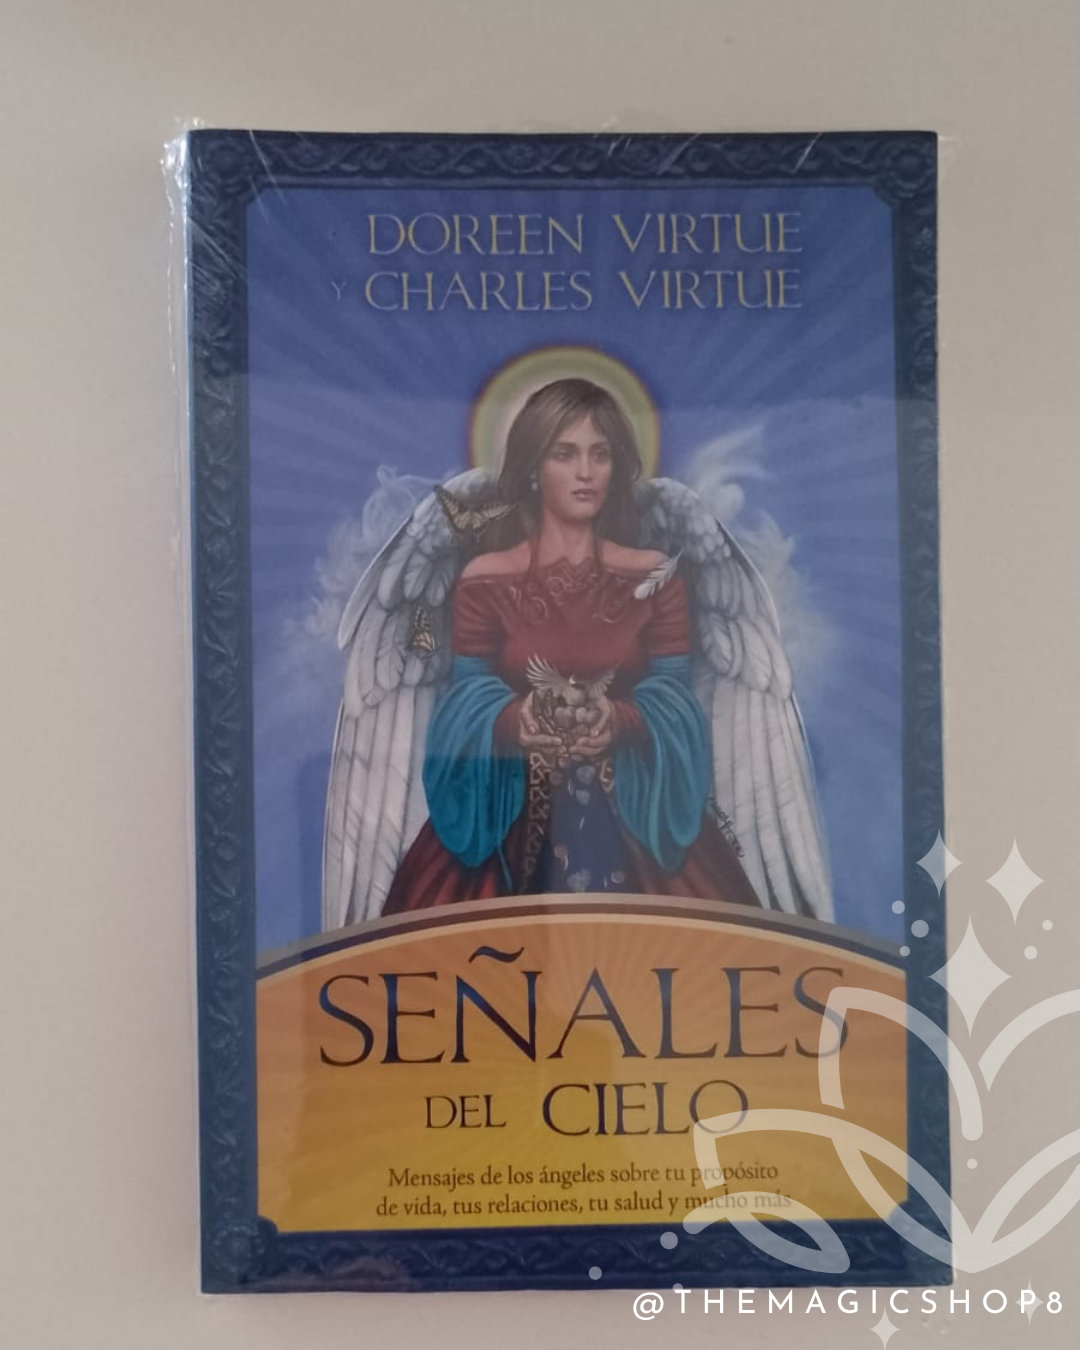 DOREEN VIRTUE
Y CHARLES VIRTUE
SEÑALES
DEL CIELO
Mensajes de los ángeles sobre tu propósito
de vida, tus relaciones, tu salud y mucho más
@THEMAGICSHOP8